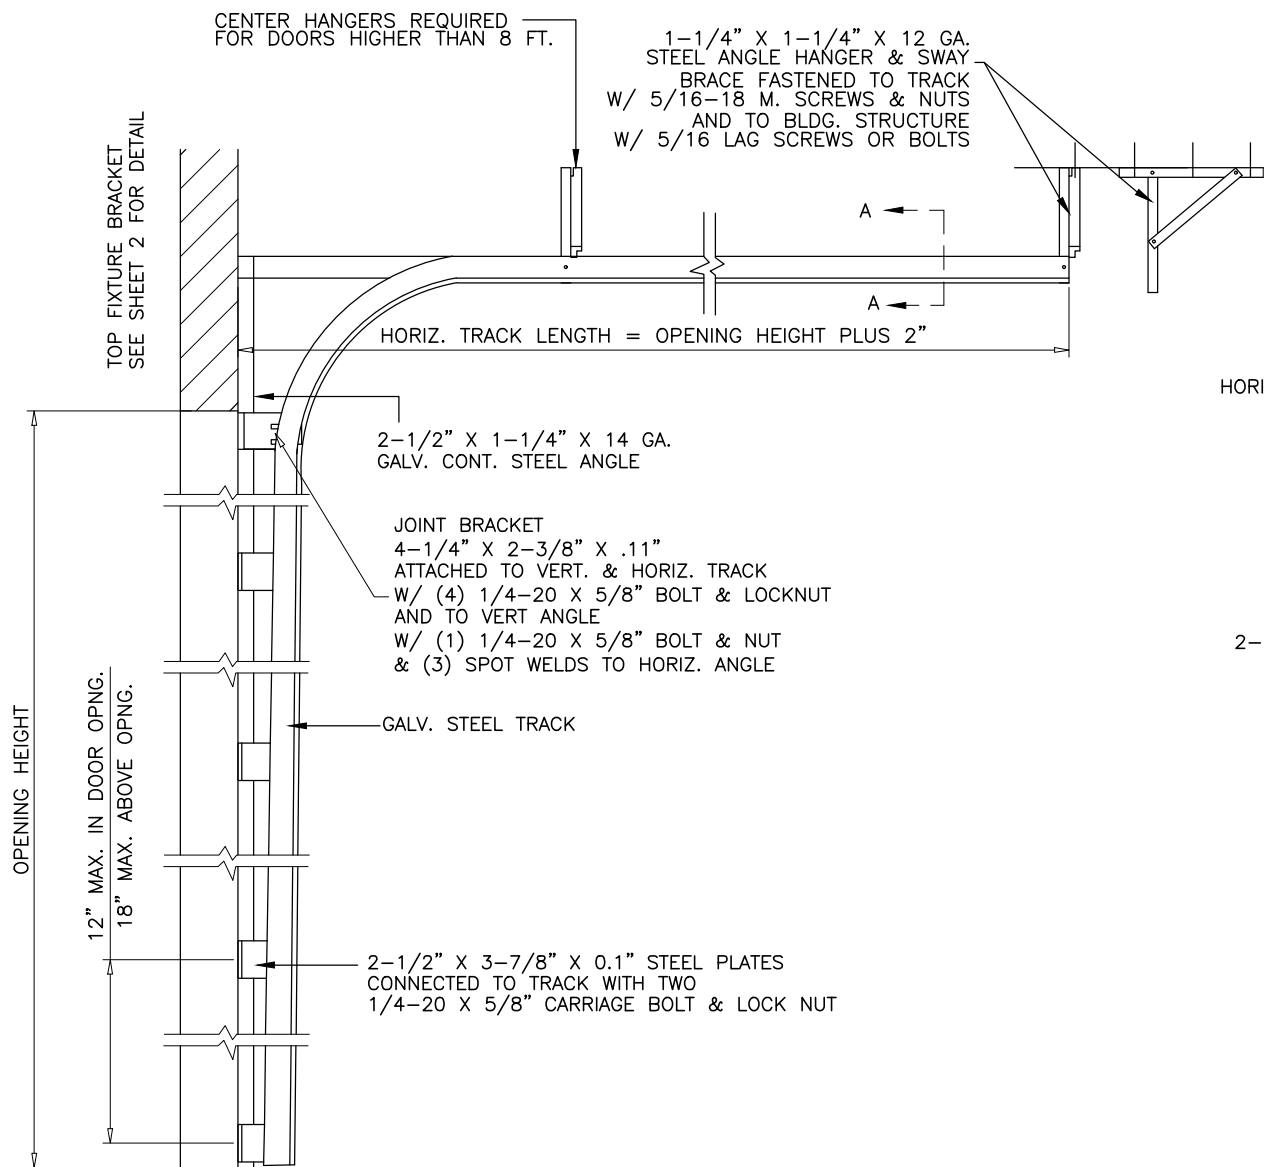 CENTER HANGERS REQUIRED
FOR DOORS HIGHER THAN 8 FT.
1-1/4" X 1-1/4" X 12 GA.
STEEL ANGLE HANGER & SWAY
BRACE FASTENED TO TRACK
W/ 5/16-18 M. SCREWS & NUTS
AND TO BLDG. STRUCTURE
W/ 5/16 LAG SCREWS OR BOLTS
TOP FIXTURE BRACKET
SEE SHEET 2 FOR DETAIL
A
A
HORIZ. TRACK LENGTH = OPENING HEIGHT PLUS 2"
HORI
2-1/2" X 1-1/4" X 14 GA.
GALV. CONT. STEEL ANGLE
JOINT BRACKET
4-1/4" X 2-3/8" X .11"
ATTACHED TO VERT. & HORIZ. TRACK
W/ (4) 1/4-20 X 5/8" BOLT & LOCKNUT
AND TO VERT ANGLE
W/ (1) 1/4-20 X 5/8" BOLT & NUT
& (3) SPOT WELDS TO HORIZ. ANGLE
2-
GALV. STEEL TRACK
OPENING HEIGHT
12" MAX. IN DOOR OPNG.
18" MAX. ABOVE OPNG.
2-1/2" X 3-7/8" X 0.1" STEEL PLATES
CONNECTED TO TRACK WITH TWO
1/4-20 X 5/8" CARRIAGE BOLT & LOCK NUT